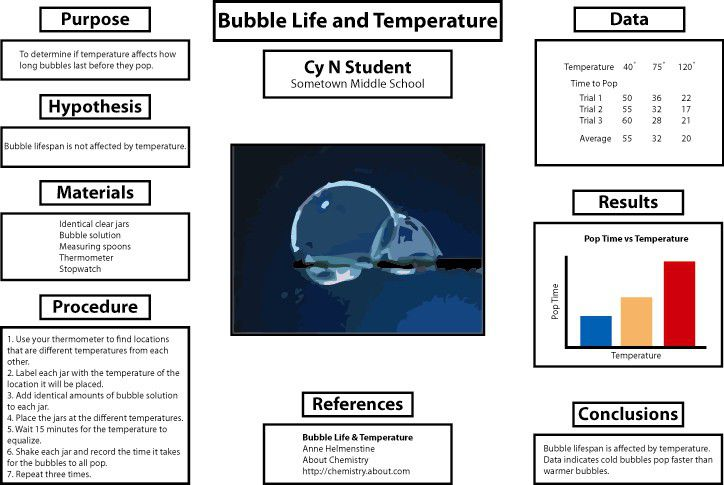 Purpose
To determine if temperature affects how
long bubbles last before they pop.
Hypothesis
Bubble lifespan is not affected by temperature.
Materials
Identical clear jars
Bubble solution
Measuring spoons
Thermometer
Stopwatch
Procedure
1. Use your thermometer to find locations
that are different temperatures from each
other.
2. Label each jar with the temperature of the
location it will be placed.
3. Add identical amounts of bubble solution
to each jar.
4. Place the jars at the different temperatures.
5. Wait 15 minutes for the temperature to
equalize.
6. Shake each jar and record the time it takes
for the bubbles to all pop.
7. Repeat three times.
Bubble Life and Temperature
Cy N Student
Sometown Middle School
References
Bubble Life & Temperature
Anne Helmenstine
About Chemistry
http://chemistry.about.com
Data
Temperature 40° 75° 120°
Time to Pop
Trial 1 50 36 22
Trial 2 55 32 17
Trial 3 60 28 21
Average 55 32 20
Results
Pop Time vs Temperature
Pop Time
Temperature
Conclusions
Bubble lifespan is affected by temperature.
Data indicates cold bubbles pop faster than
warmer bubbles.